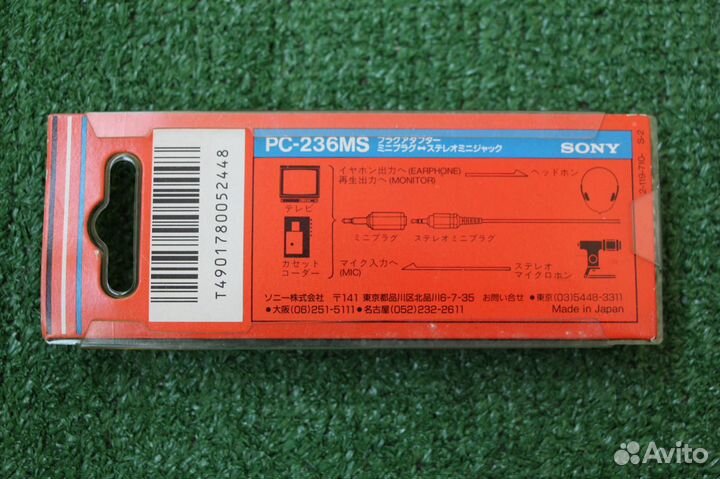 PC-236MS
プラグアダプター
ミニプラグ↔ステレオミニジャック
SONY
イヤホン出力へ(EARPHONE)
再生出力へ(MONITOR)
ヘッドホン
テレビ
ミニプラグ
ステレオミニプラグ
カセット
コーダー
マイク入力へ
(MIC)
ステレオ
マイクロホン
ソニー株式会社 〒141 東京都品川区北品川6-7-35 お問い合せ ●東京(03)5448-3311
●大阪(06)251-5111 ●名古屋(052)232-2611
Made in Japan
T4901780052448
2-119-710- S-2
Avito